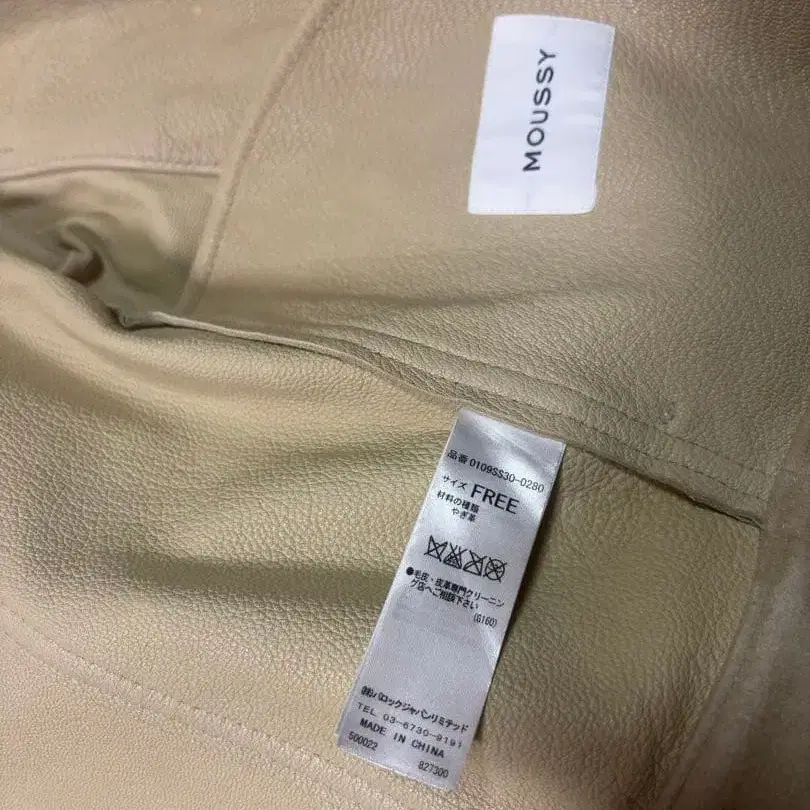 MOUSSY
品番 0109SS30-0280
サイズ FREE
材料の種類
やぎ革
●毛皮・皮革専門クリーニン
グ店へご相談下さい
(G160)
㈱バロックジャパンリミテッド
TEL 03-6730-9191
MADE IN CHINA
500022 827300